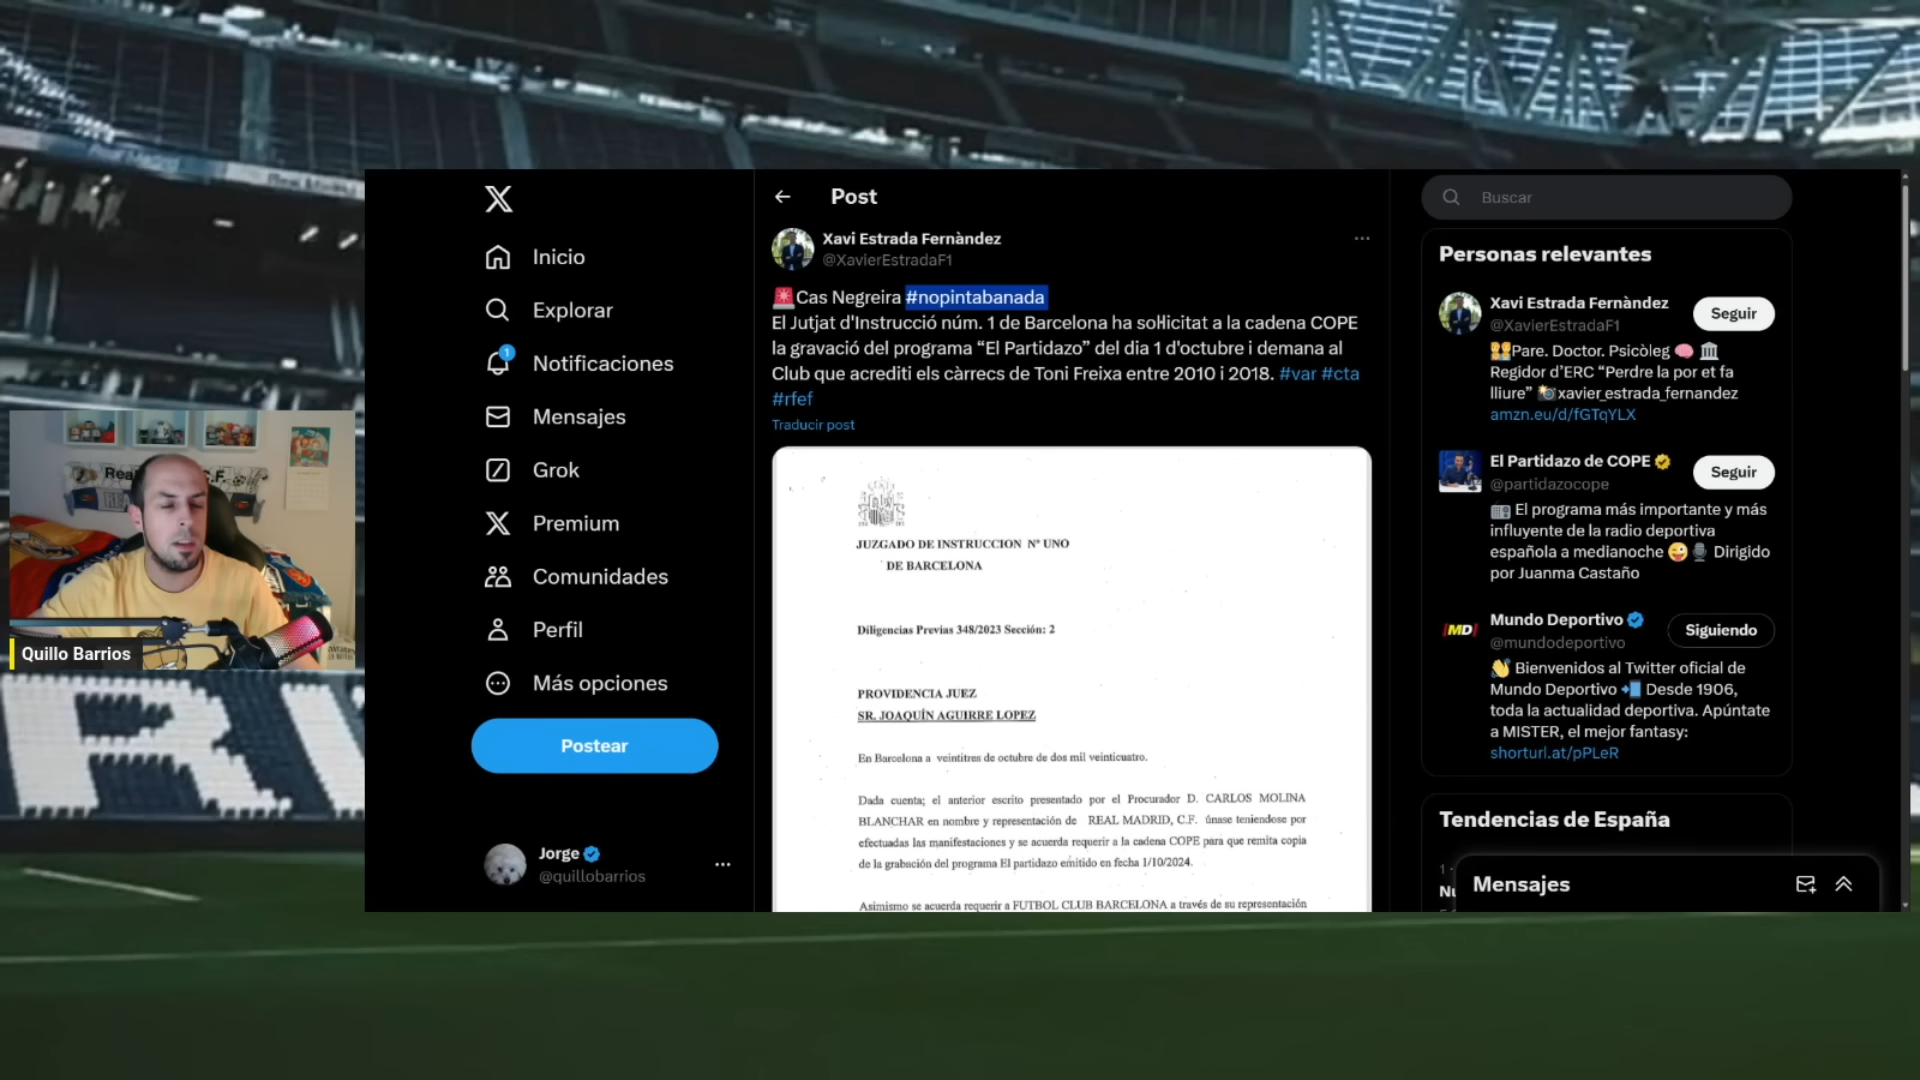 Inicio
Explorar
1
Notificaciones
Mensajes
Grok
Premium
Comunidades
Perfil
Más opciones
Postear
Jorge
@quillobarrios
Post
Xavi Estrada Fernàndez
@XavierEstradaF1
Cas Negreira #nopintabanada
El Jutjat d'Instrucció núm. 1 de Barcelona ha sol·licitat a la cadena COPE
la gravació del programa “El Partidazo” del dia 1 d'octubre i demana al
Club que acrediti els càrrecs de Toni Freixa entre 2010 i 2018. #var #cta
#rfef
Traducir post
JUZGADO DE INSTRUCCION Nº UNO
DE BARCELONA
Diligencias Previas 348/2023 Sección: 2
PROVIDENCIA JUEZ
SR. JOAQUÍN AGUIRRE LOPEZ
En Barcelona a veintitres de octubre de dos mil veinticuatro.
Dada cuenta; el anterior escrito presentado por el Procurador D. CARLOS MOLINA
BLANCHAR en nombre y representación de REAL MADRID, C.F. únase teniendose por
efectuadas las manifestaciones y se acuerda requerir a la cadena COPE para que remita copia
de la grabación del programa El partidazo emitido en fecha 1/10/2024.
Asimismo se acuerda requerir a FUTBOL CLUB BARCELONA a través de su representación
Buscar
Personas relevantes
Xavi Estrada Fernàndez
@XavierEstradaF1
Seguir
Pare. Doctor. Psicòleg
Regidor d’ERC “Perdre la por et fa
lliure” xavier_estrada_fernandez
amzn.eu/d/fGTqYLX
El Partidazo de COPE
@partidazocope
Seguir
El programa más importante y más
influyente de la radio deportiva
española a medianoche Dirigido
por Juanma Castaño
MD
Mundo Deportivo
@mundodeportivo
Siguiendo
Bienvenidos al Twitter oficial de
Mundo Deportivo Desde 1906,
toda la actualidad deportiva. Apúntate
a MISTER, el mejor fantasy:
shorturl.at/pPLeR
Tendencias de España
Mensajes
Quillo Barrios